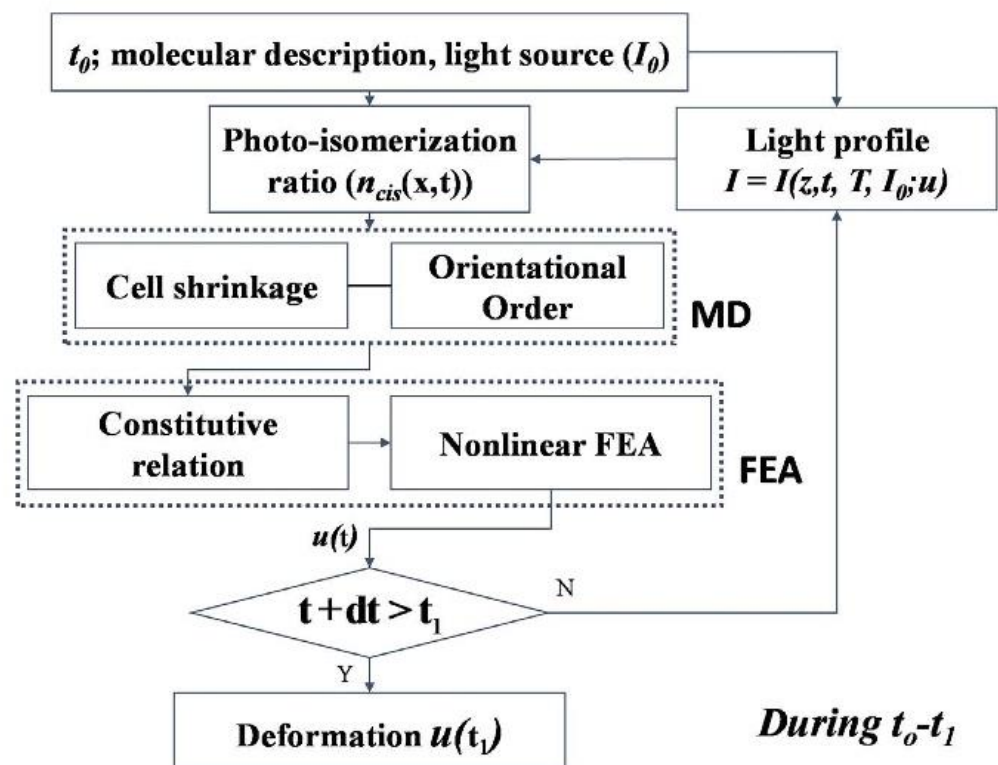 t0; molecular description, light source (I0)
Photo-isomerization
ratio (ncis(x,t))
Light profile
I = I(z,t, T, I0;u)
Cell shrinkage
Orientational
Order
MD
Constitutive
relation
Nonlinear FEA
FEA
u(t)
t+dt>t1
N
Y
Deformation u(t1)
During to-t1